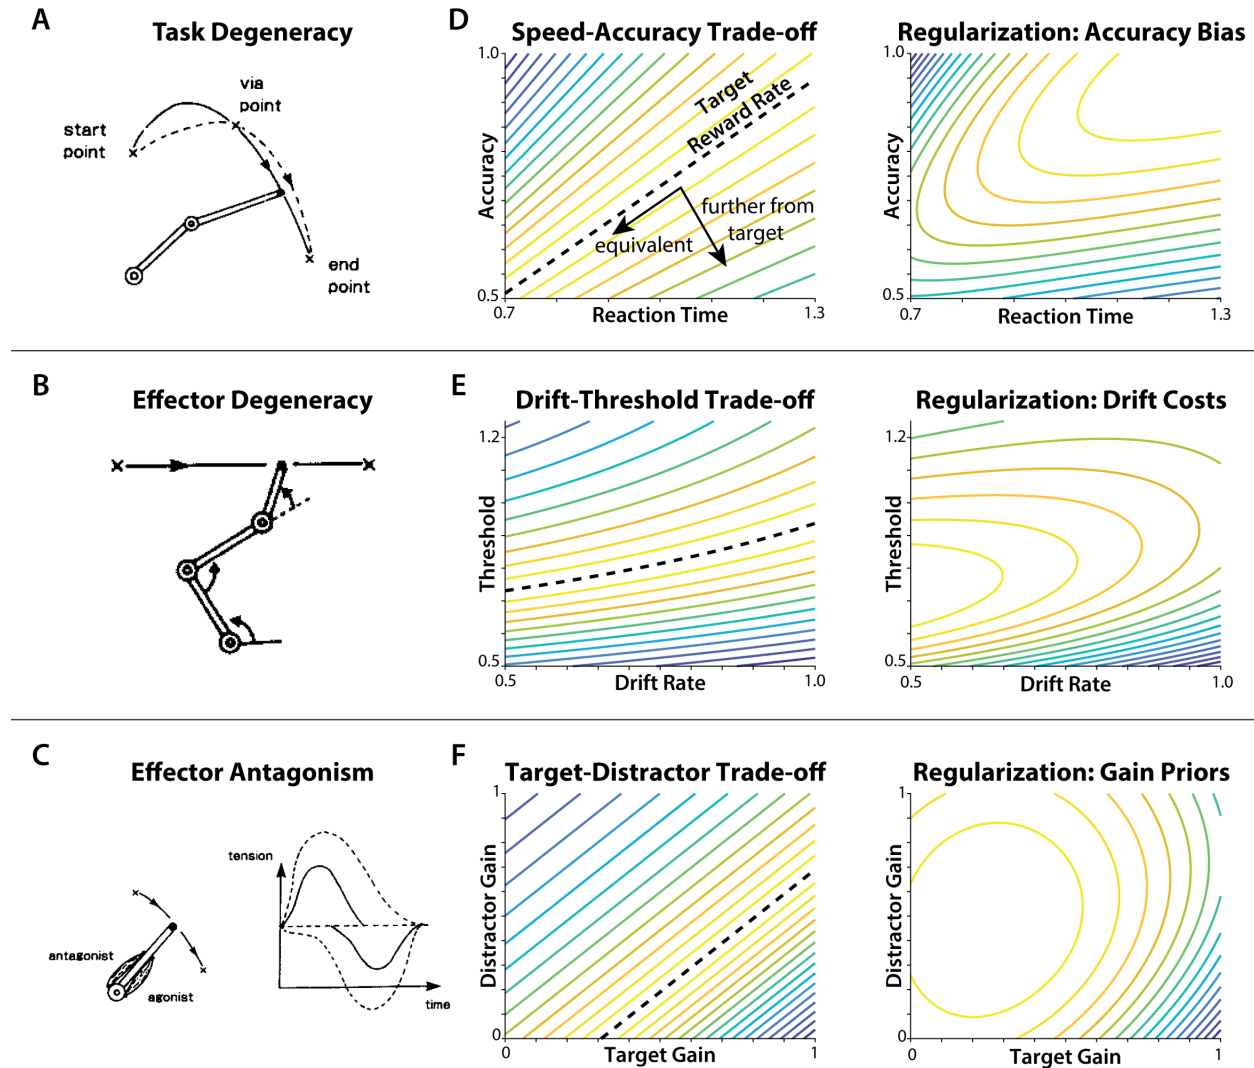 A
Task Degeneracy
via
point
start
point
end
point
D
Speed-Accuracy Trade-off
1.0
Accuracy
0.5
0.7
Reaction Time
1.3
Target
Reward Rate
further from
target
equivalent
Regularization: Accuracy Bias
1.0
Accuracy
0.5
0.7
Reaction Time
1.3
B
Effector Degeneracy
E
Drift-Threshold Trade-off
1.2
Threshold
0.5
0.5
Drift Rate
1.0
Regularization: Drift Costs
1.2
Threshold
0.5
0.5
Drift Rate
1.0
C
Effector Antagonism
antagonist
agonist
tension
time
F
Target-Distractor Trade-off
1
Distractor Gain
0
0
Target Gain
1
Regularization: Gain Priors
1
Distractor Gain
0
0
Target Gain
1